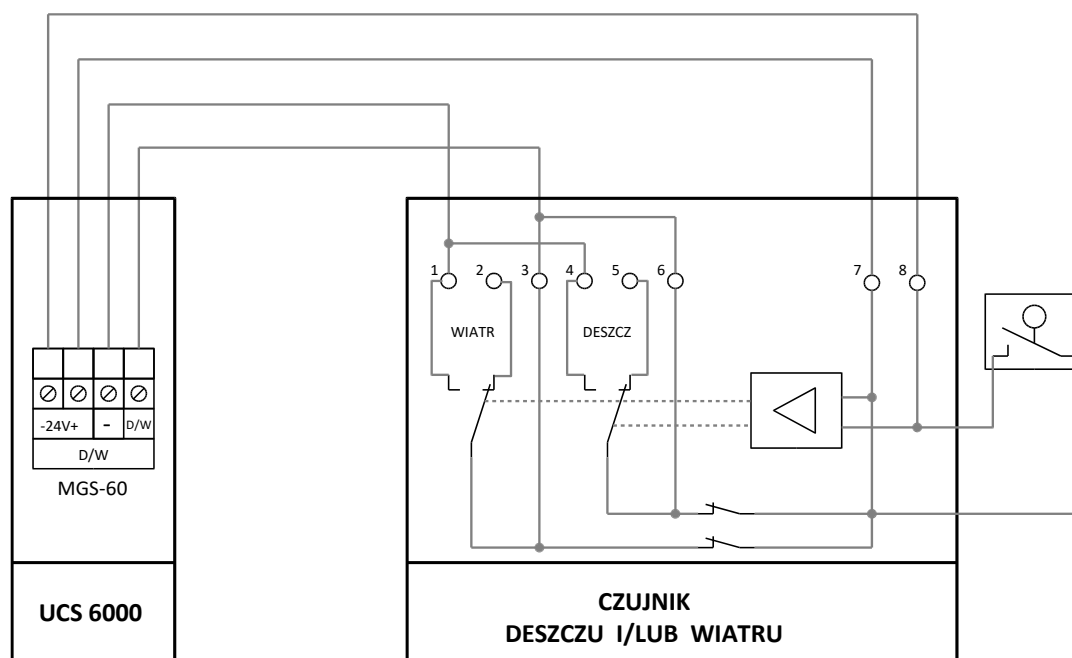 1 2 3 4 5 6 7 8
WIATR DESZCZ
-24V+ - D/W
D/W
MGS-60
UCS 6000
CZUJNIK
DESZCZU I/LUB WIATRU